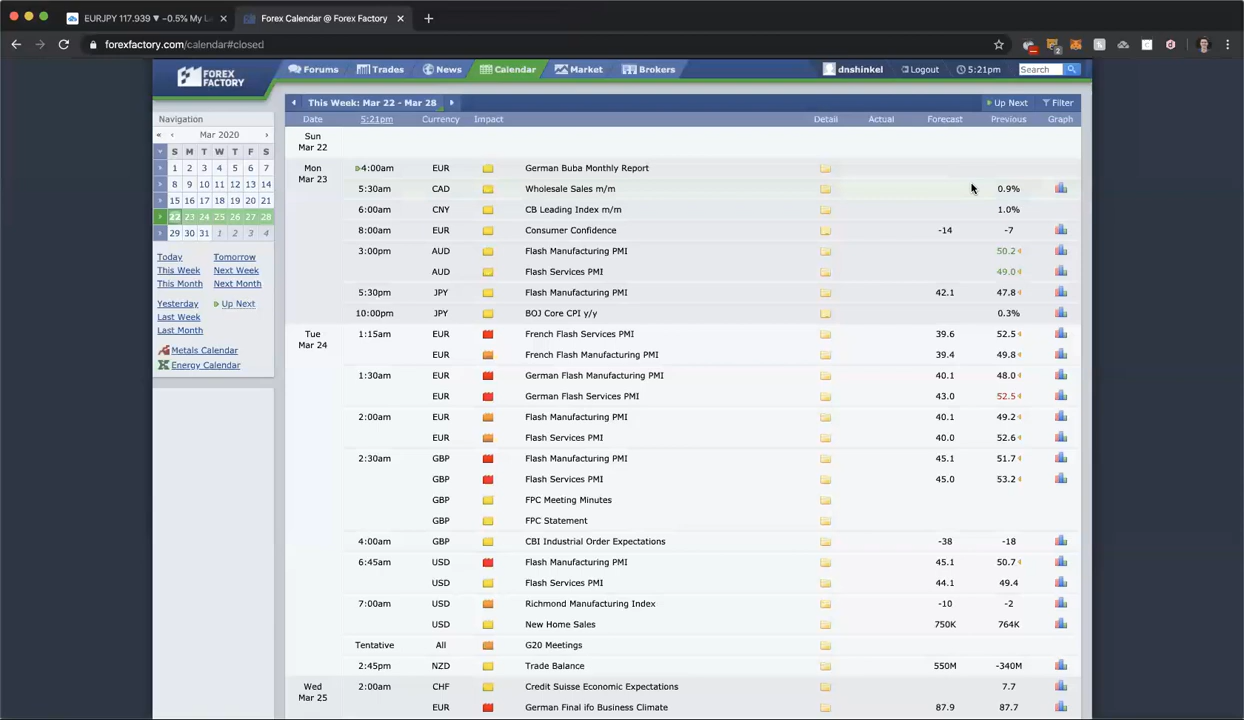 EURJPY 117.939 ▼ −0.5% My L
Forex Calendar @ Forex Factory
forexfactory.com/calendar#closed
2
FOREX FACTORY
Forums Trades News Calendar Market Brokers dnshinkel Logout 5:21pm Search
Navigation
« ‹ Mar 2020 ›
S M T W T F S
1 2 3 4 5 6 7
8 9 10 11 12 13 14
15 16 17 18 19 20 21
22 23 24 25 26 27 28
29 30 31 1 2 3 4
Today Tomorrow
This Week Next Week
This Month Next Month
Yesterday Up Next
Last Week
Last Month
Metals Calendar
Energy Calendar
This Week: Mar 22 - Mar 28 Up Next Filter
Date 5:21pm Currency Impact Detail Actual Forecast Previous Graph
Sun
Mar 22
Mon
Mar 23
4:00am EUR German Buba Monthly Report
5:30am CAD Wholesale Sales m/m 0.9%
6:00am CNY CB Leading Index m/m 1.0%
8:00am EUR Consumer Confidence -14 -7
3:00pm AUD Flash Manufacturing PMI 50.2
AUD Flash Services PMI 49.0
5:30pm JPY Flash Manufacturing PMI 42.1 47.8
10:00pm JPY BOJ Core CPI y/y 0.3%
Tue
Mar 24
1:15am EUR French Flash Services PMI 39.6 52.5
EUR French Flash Manufacturing PMI 39.4 49.8
1:30am EUR German Flash Manufacturing PMI 40.1 48.0
EUR German Flash Services PMI 43.0 52.5
2:00am EUR Flash Manufacturing PMI 40.1 49.2
EUR Flash Services PMI 40.0 52.6
2:30am GBP Flash Manufacturing PMI 45.1 51.7
GBP Flash Services PMI 45.0 53.2
GBP FPC Meeting Minutes
GBP FPC Statement
4:00am GBP CBI Industrial Order Expectations -38 -18
6:45am USD Flash Manufacturing PMI 45.1 50.7
USD Flash Services PMI 44.1 49.4
7:00am USD Richmond Manufacturing Index -10 -2
USD New Home Sales 750K 764K
Tentative All G20 Meetings
2:45pm NZD Trade Balance 550M -340M
Wed
Mar 25
2:00am CHF Credit Suisse Economic Expectations 7.7
EUR German Final ifo Business Climate 87.9 87.7